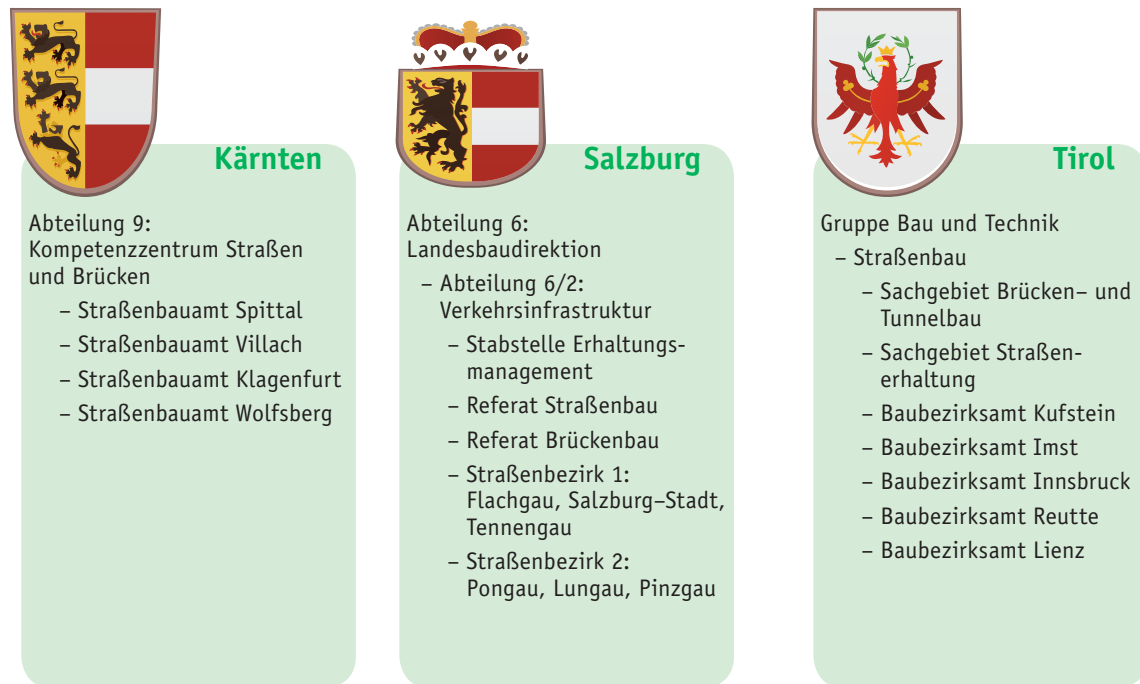 Kärnten
Abteilung 9:
Kompetenzzentrum Straßen
und Brücken
– Straßenbauamt Spittal
– Straßenbauamt Villach
– Straßenbauamt Klagenfurt
– Straßenbauamt Wolfsberg
Salzburg
Abteilung 6:
Landesbaudirektion
– Abteilung 6/2:
Verkehrsinfrastruktur
– Stabstelle Erhaltungs-
management
– Referat Straßenbau
– Referat Brückenbau
– Straßenbezirk 1:
Flachgau, Salzburg–Stadt,
Tennengau
– Straßenbezirk 2:
Pongau, Lungau, Pinzgau
Tirol
Gruppe Bau und Technik
– Straßenbau
– Sachgebiet Brücken– und
Tunnelbau
– Sachgebiet Straßen-
erhaltung
– Baubezirksamt Kufstein
– Baubezirksamt Imst
– Baubezirksamt Innsbruck
– Baubezirksamt Reutte
– Baubezirksamt Lienz